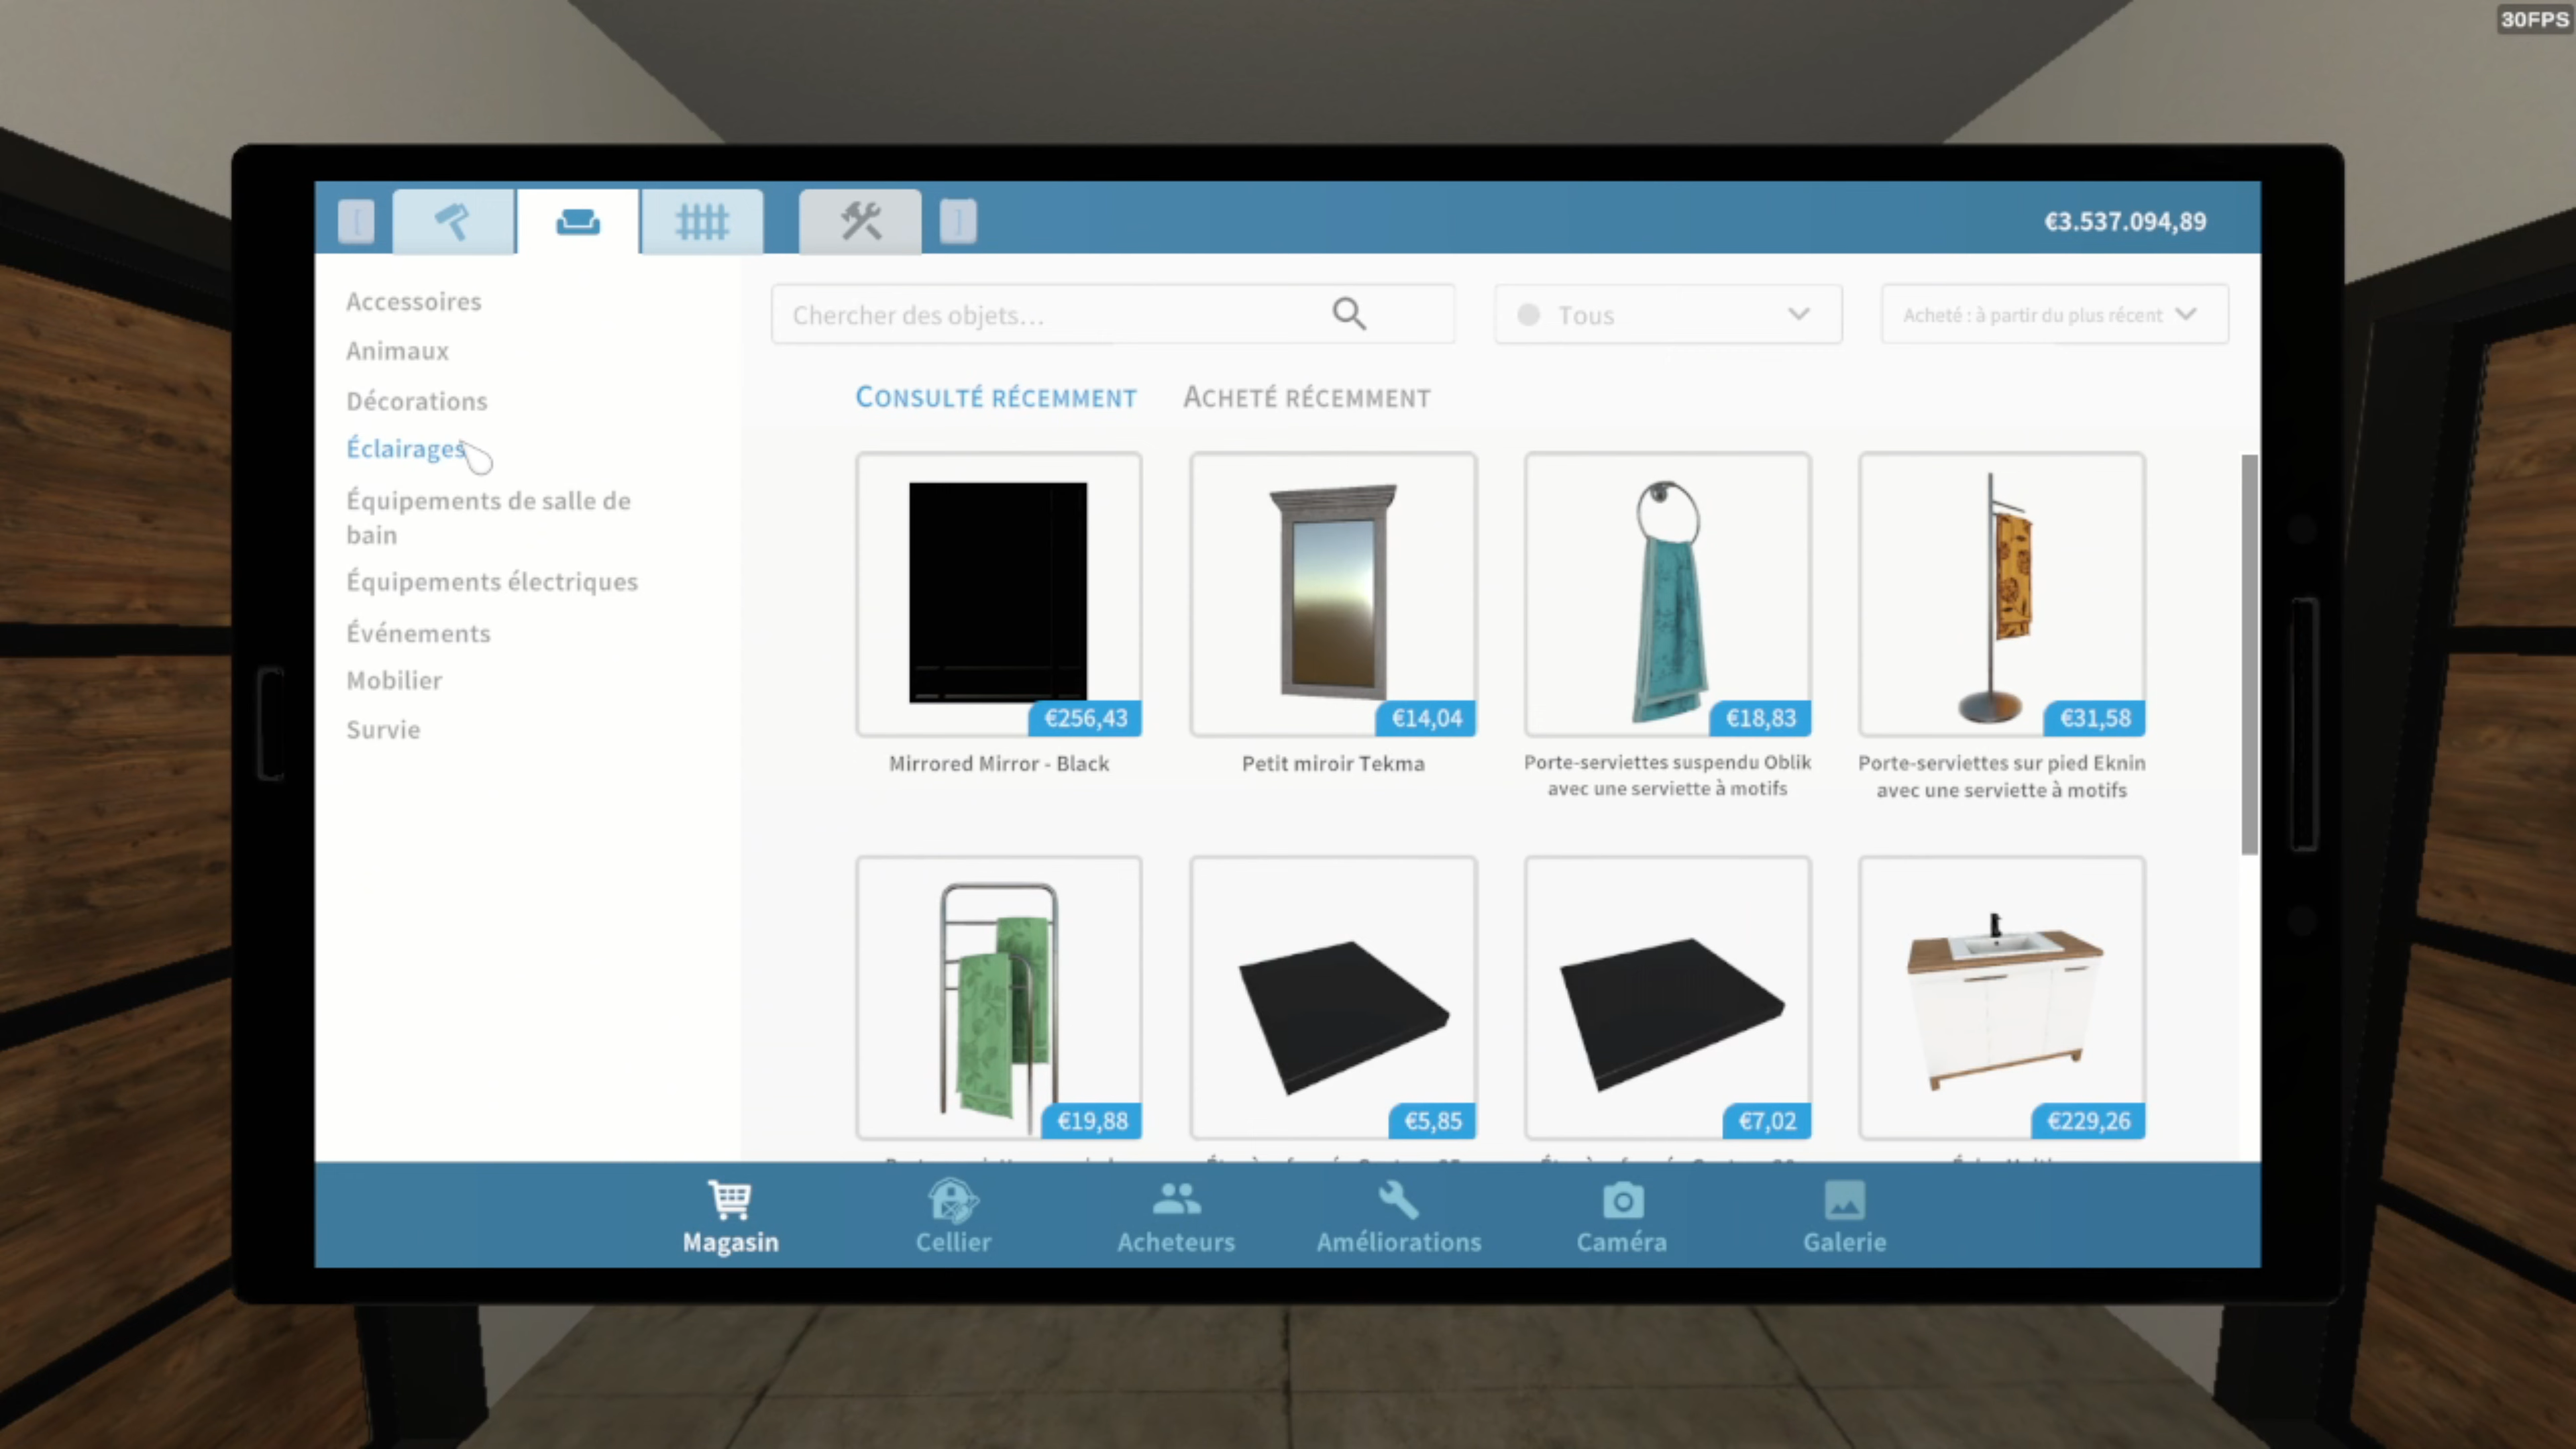 30FPS
[
]
€3.537.094,89
Accessoires
Animaux
Décorations
Éclairages
Équipements de salle de
bain
Équipements électriques
Événements
Mobilier
Survie
Chercher des objets...
Tous
Acheté : à partir du plus récent
CONSULTÉ RÉCEMMENT
ACHETÉ RÉCEMMENT
€256,43
Mirrored Mirror - Black
€14,04
Petit miroir Tekma
€18,83
Porte-serviettes suspendu Oblik
avec une serviette à motifs
€31,58
Porte-serviettes sur pied Eknin
avec une serviette à motifs
€19,88
€5,85
€7,02
€229,26
Magasin
Cellier
Acheteurs
Améliorations
Caméra
Galerie